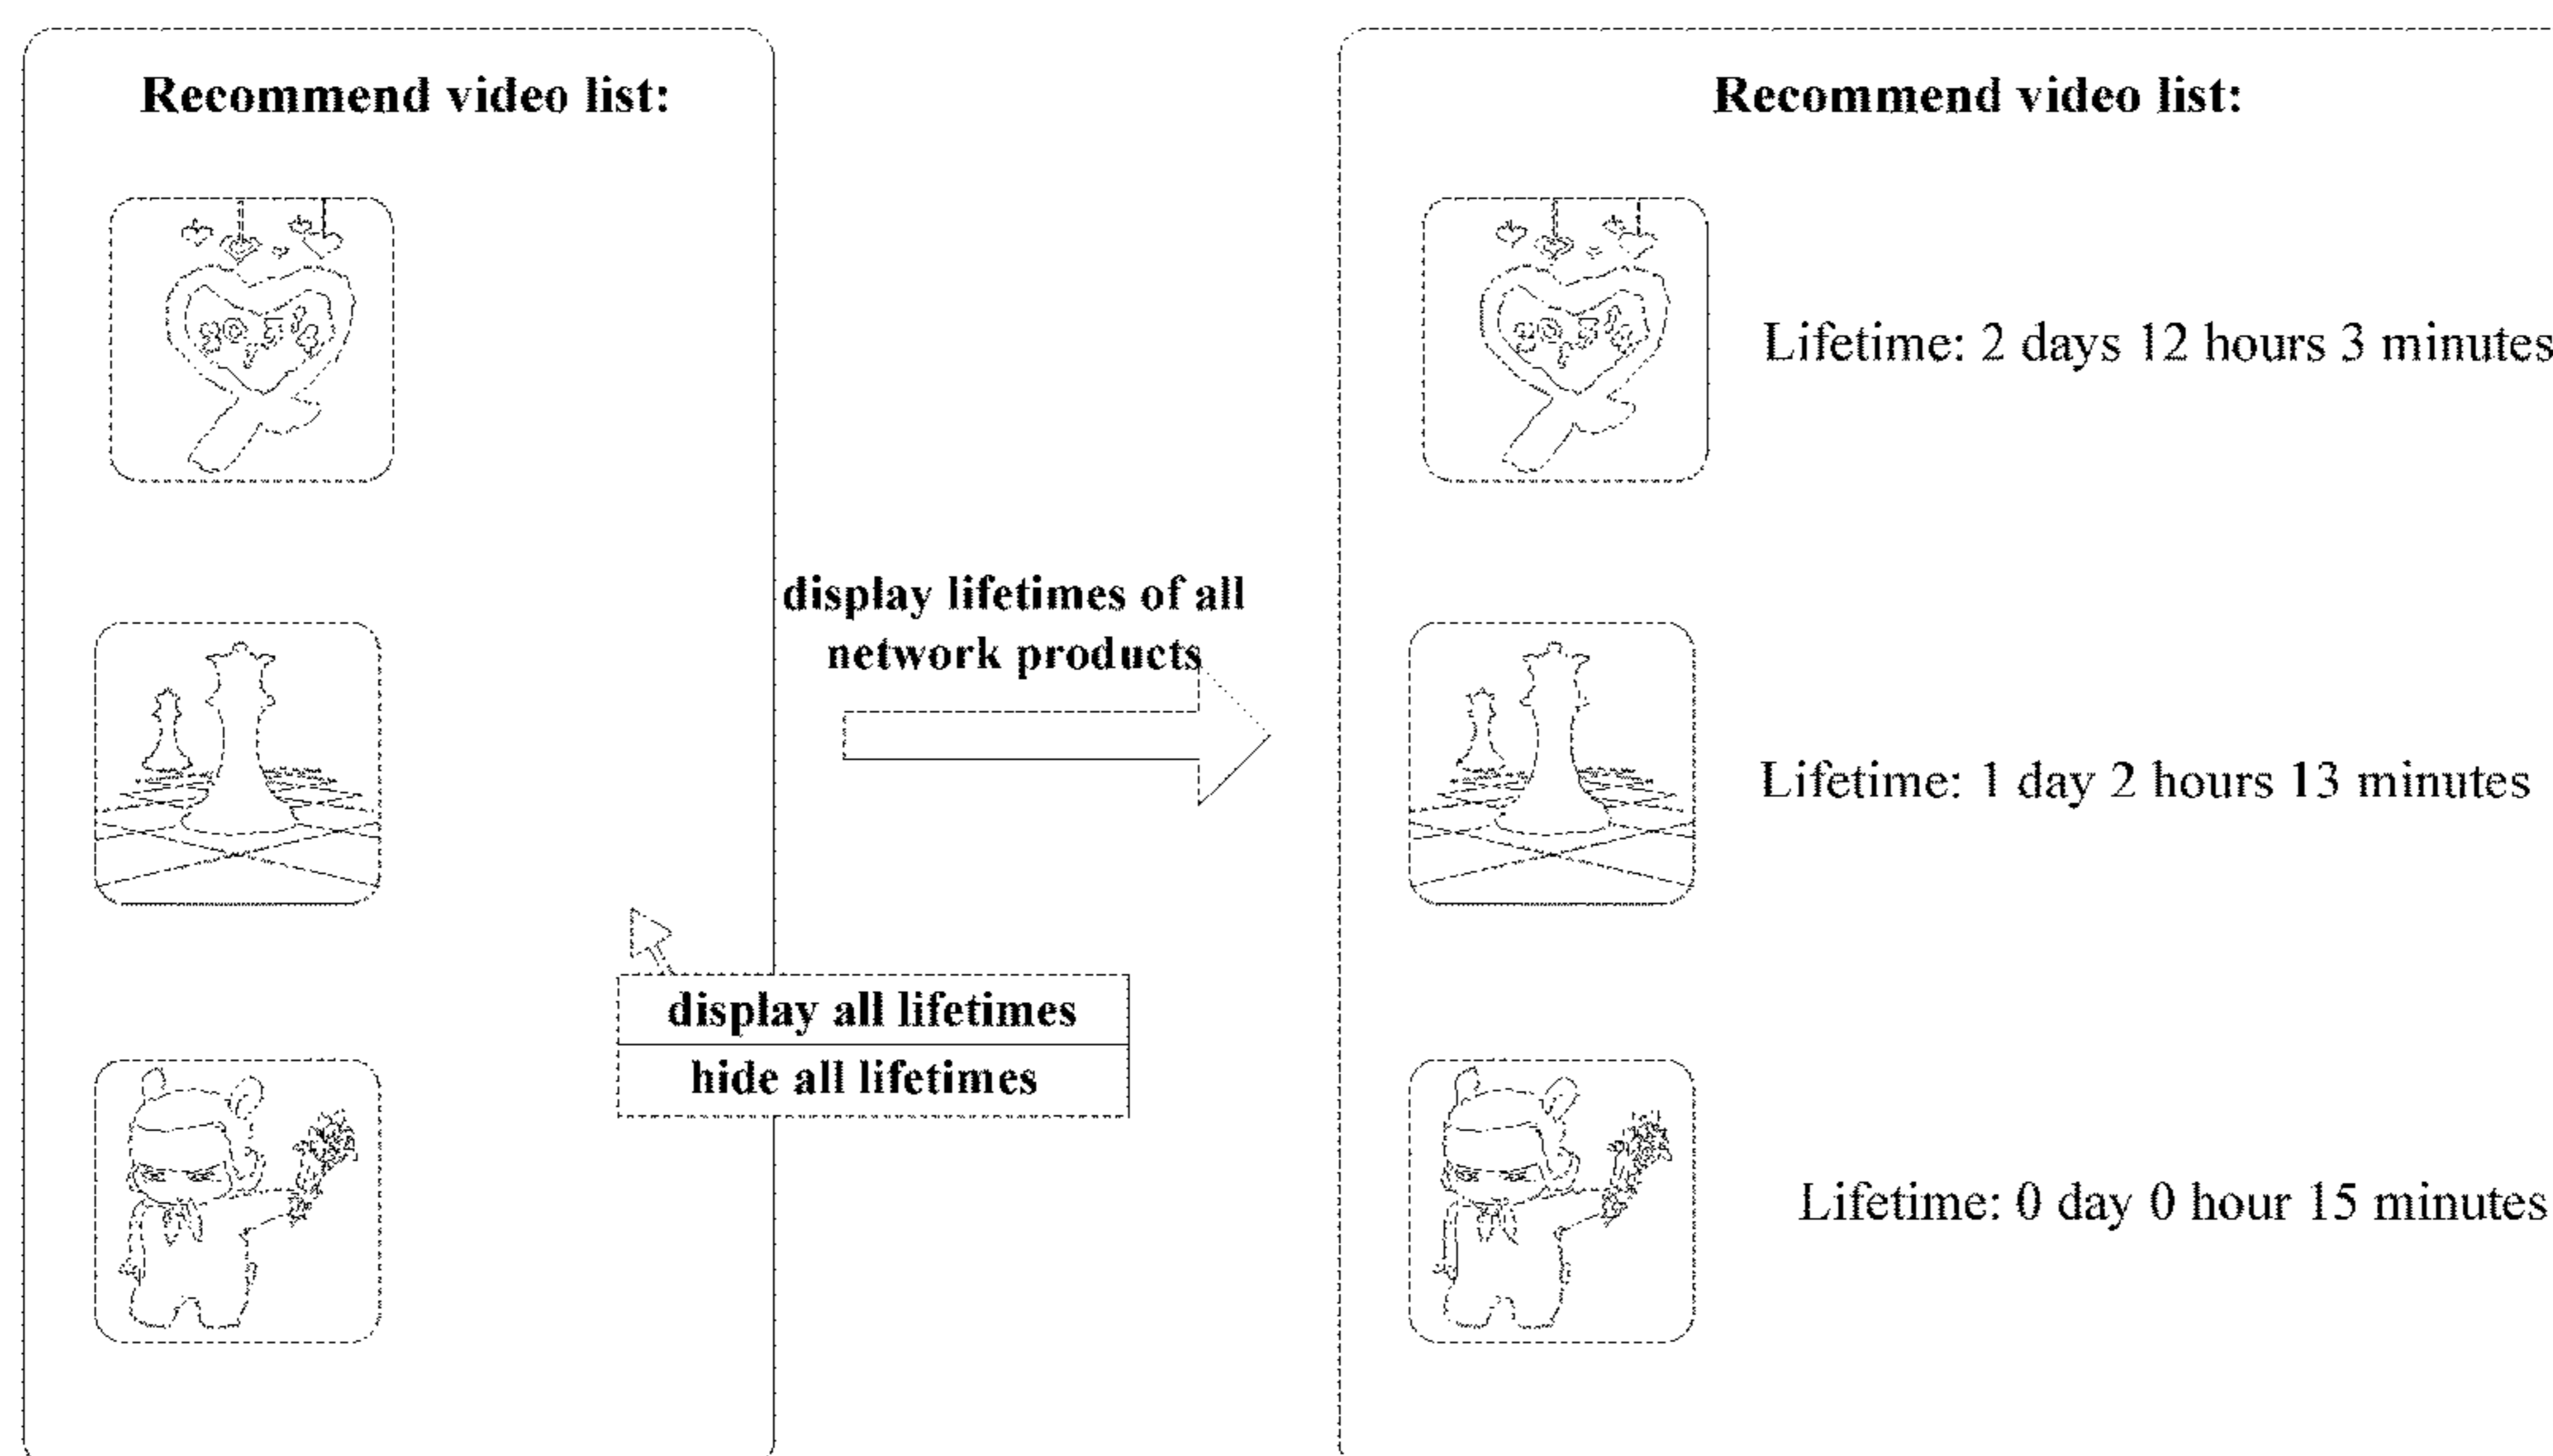 Recommend video list:
display lifetimes of all
network products
display all lifetimes
hide all lifetimes
Recommend video list:
Lifetime: 2 days 12 hours 3 minutes
Lifetime: 1 day 2 hours 13 minutes
Lifetime: 0 day 0 hour 15 minutes